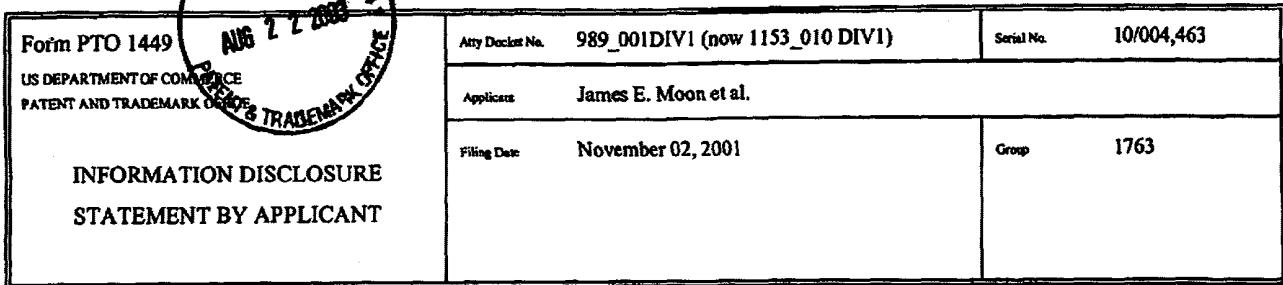 AUG 2 2 2003
PATENT & TRADEMARK OFFICE
Form PTO 1449
US DEPARTMENT OF COMMERCE
PATENT AND TRADEMARK OFFICE
INFORMATION DISCLOSURE
STATEMENT BY APPLICANT
Atty Docket No. 989_001DIV1 (now 1153_010 DIV1)
Serial No. 10/004,463
Applicant James E. Moon et al.
Filing Date November 02, 2001
Group 1763